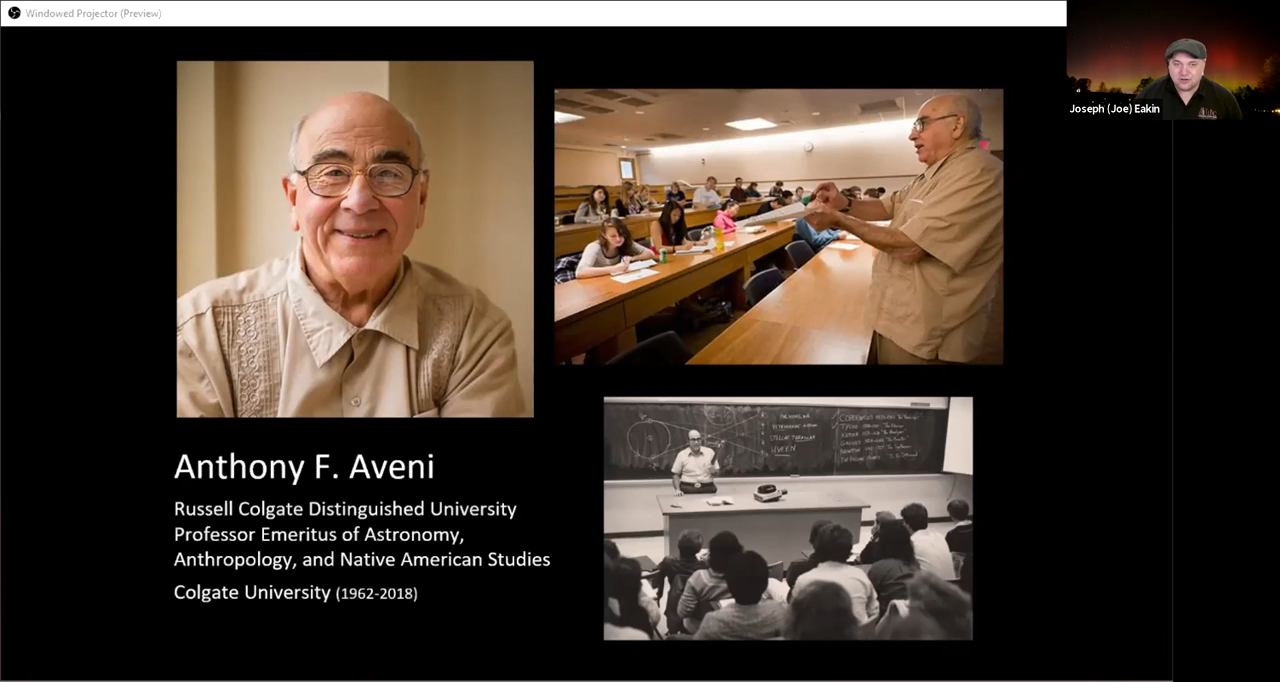 Windowed Projector (Preview)
Joseph (Joe) Eakin
Anthony F. Aveni
Russell Colgate Distinguished University
Professor Emeritus of Astronomy,
Anthropology, and Native American Studies
Colgate University (1962-2018)